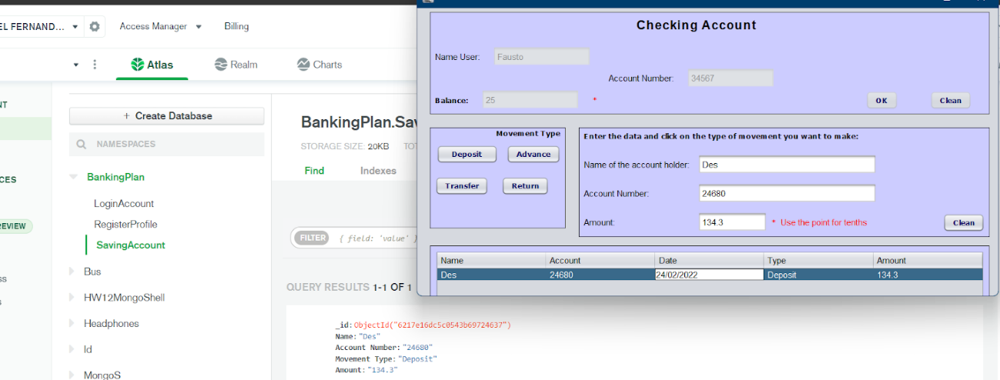 EL FERNAND...
Access Manager
Billing
Atlas
Realm
Charts
NT
CES
REVIEW
ss
s
+ Create Database
NAMESPACES
BankingPlan
LoginAccount
RegisterProfile
SavingAccount
Bus
HW12MongoShell
Headphones
Id
MongoS
BankingPlan.Sav
STORAGE SIZE: 20KB TOT
Find
Indexes
FILTER { field: 'value' }
QUERY RESULTS 1-1 OF 1
_id:ObjectId("6217e16dc5c0543b69724637")
Name:"Des"
Account Number:"24680"
Movement Type:"Deposit"
Amount:"134.3"
Checking Account
Name User: Fausto
Account Number: 34567
Balance: 25 *
OK
Clean
Movement Type
Deposit
Advance
Transfer
Return
Enter the data and click on the type of movement you want to make:
Name of the account holder: Des
Account Number: 24680
Amount: 134.3 * Use the point for tenths
Clean
Name Account Date Type Amount
Des 24680 24/02/2022 Deposit 134.3